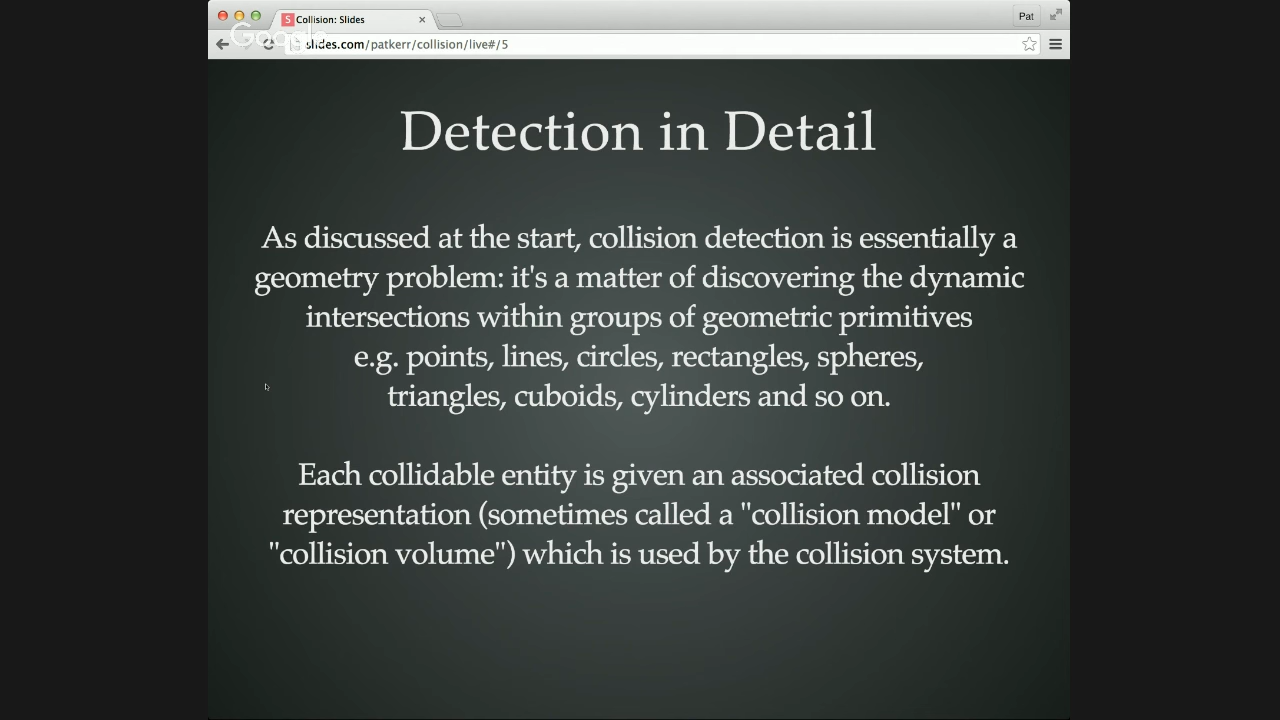 Collision: Slides
Pat
Google
slides.com/patkerr/collision/live#/5
Detection in Detail
As discussed at the start, collision detection is essentially a
geometry problem: it's a matter of discovering the dynamic
intersections within groups of geometric primitives
e.g. points, lines, circles, rectangles, spheres,
triangles, cuboids, cylinders and so on.
Each collidable entity is given an associated collision
representation (sometimes called a "collision model" or
"collision volume") which is used by the collision system.